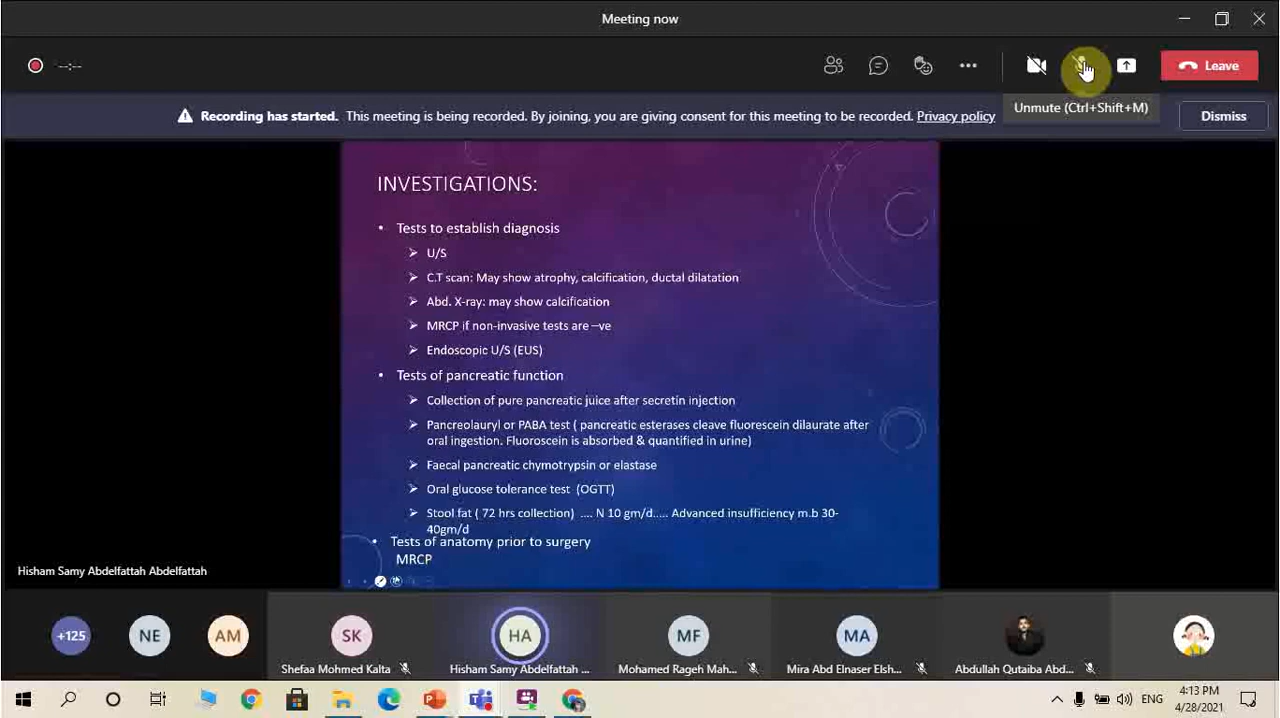 Meeting now
--:--
Leave
Recording has started. This meeting is being recorded. By joining, you are giving consent for this meeting to be recorded. Privacy policy
Unmute (Ctrl+Shift+M)
Dismiss
INVESTIGATIONS:
• Tests to establish diagnosis
➢ U/S
➢ C.T scan: May show atrophy, calcification, ductal dilatation
➢ Abd. X-ray: may show calcification
➢ MRCP if non-invasive tests are –ve
➢ Endoscopic U/S (EUS)
• Tests of pancreatic function
➢ Collection of pure pancreatic juice after secretin injection
➢ Pancreolauryl or PABA test ( pancreatic esterases cleave fluorescein dilaurate after
oral ingestion. Fluoroscein is absorbed & quantified in urine)
➢ Faecal pancreatic chymotrypsin or elastase
➢ Oral glucose tolerance test (OGTT)
➢ Stool fat ( 72 hrs collection) .... N 10 gm/d..... Advanced insufficiency m.b 30-
40gm/d
• Tests of anatomy prior to surgery
MRCP
Hisham Samy Abdelfattah Abdelfattah
+125
NE
AM
SK
HA
MF
MA
Shefaa Mohmed Kalta
Hisham Samy Abdelfattah ...
Mohamed Rageh Mah...
Mira Abd Elnaser Elsh...
Abdullah Qutaiba Abd...
ENG
4:13 PM
4/28/2021